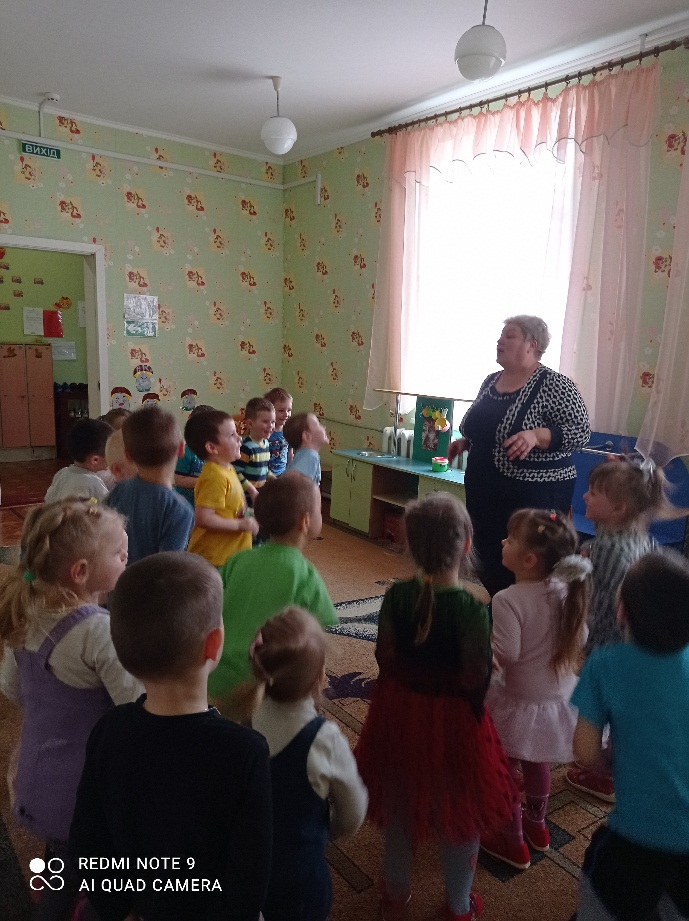 ВИХІД
REDMI NOTE 9
AI QUAD CAMERA